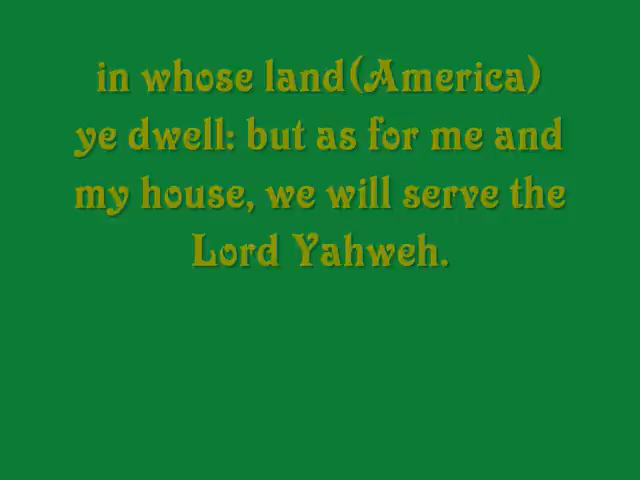 in whose land(America)
ye dwell: but as for me and
my house, we will serve the
Lord Yahweh.